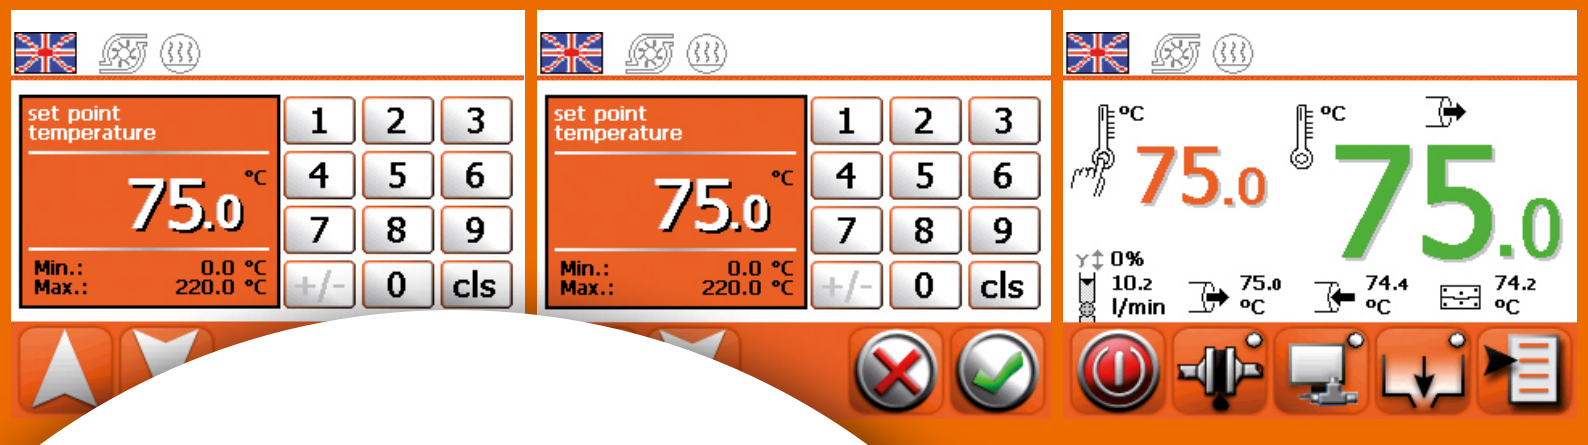 set point
temperature
75.0 °C
Min.: 0.0 °C
Max.: 220.0 °C
1 2 3
4 5 6
7 8 9
+/- 0 cls
set point
temperature
75.0 °C
Min.: 0.0 °C
Max.: 220.0 °C
1 2 3
4 5 6
7 8 9
+/- 0 cls
°C
75.0
°C
75.0
Y 0%
10.2
l/min
75.0
°C
74.4
°C
74.2
°C